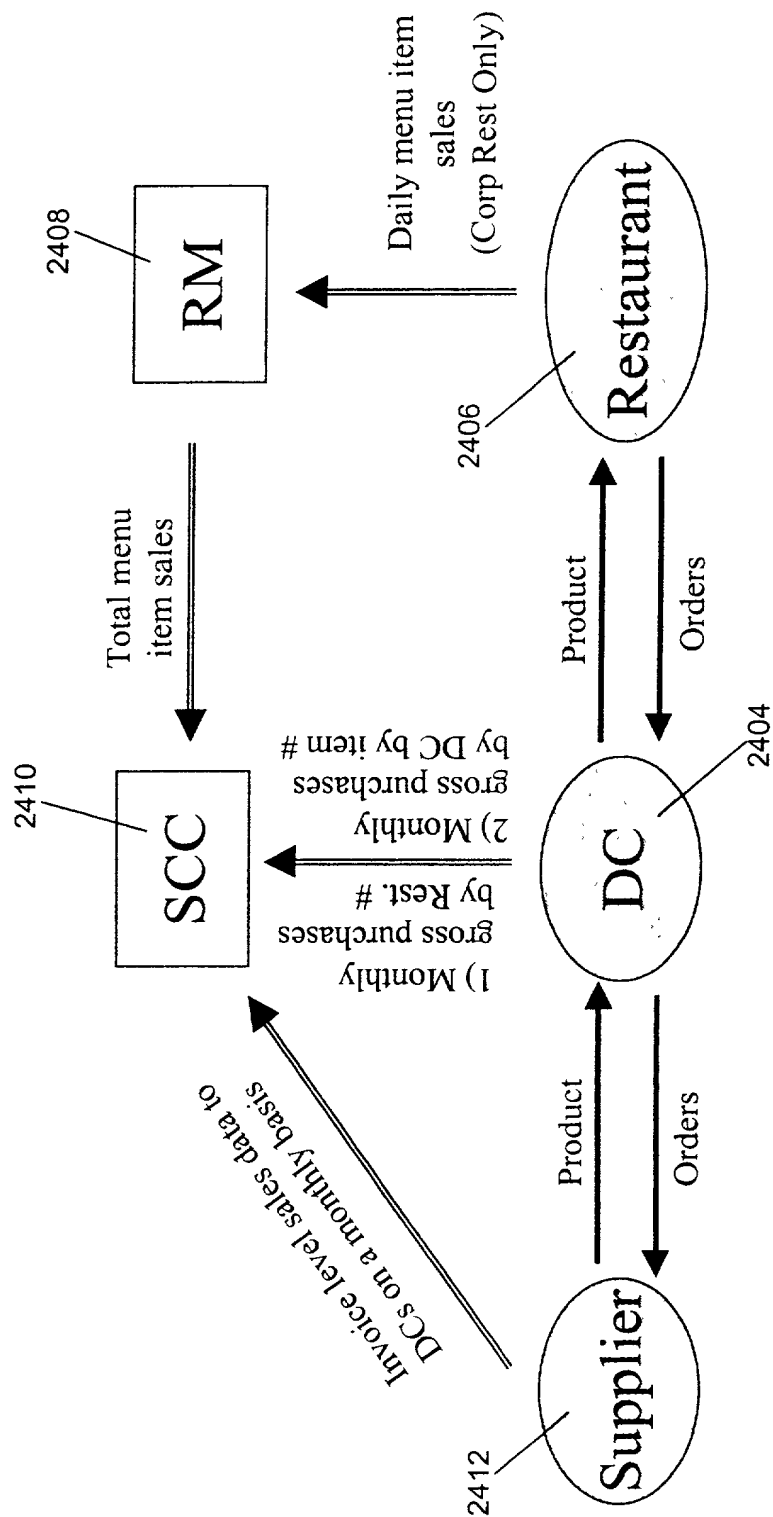 2410
SCC
Total menu
item sales
2408
RM
Invoice level sales data to
DCs on a monthly basis
1) Monthly
gross purchases
by Rest. #
2) Monthly
gross purchases
by DC by item #
Daily menu item
sales
(Corp Rest Only)
2412
Supplier
Product
Orders
DC
2404
Product
Orders
2406
Restaurant